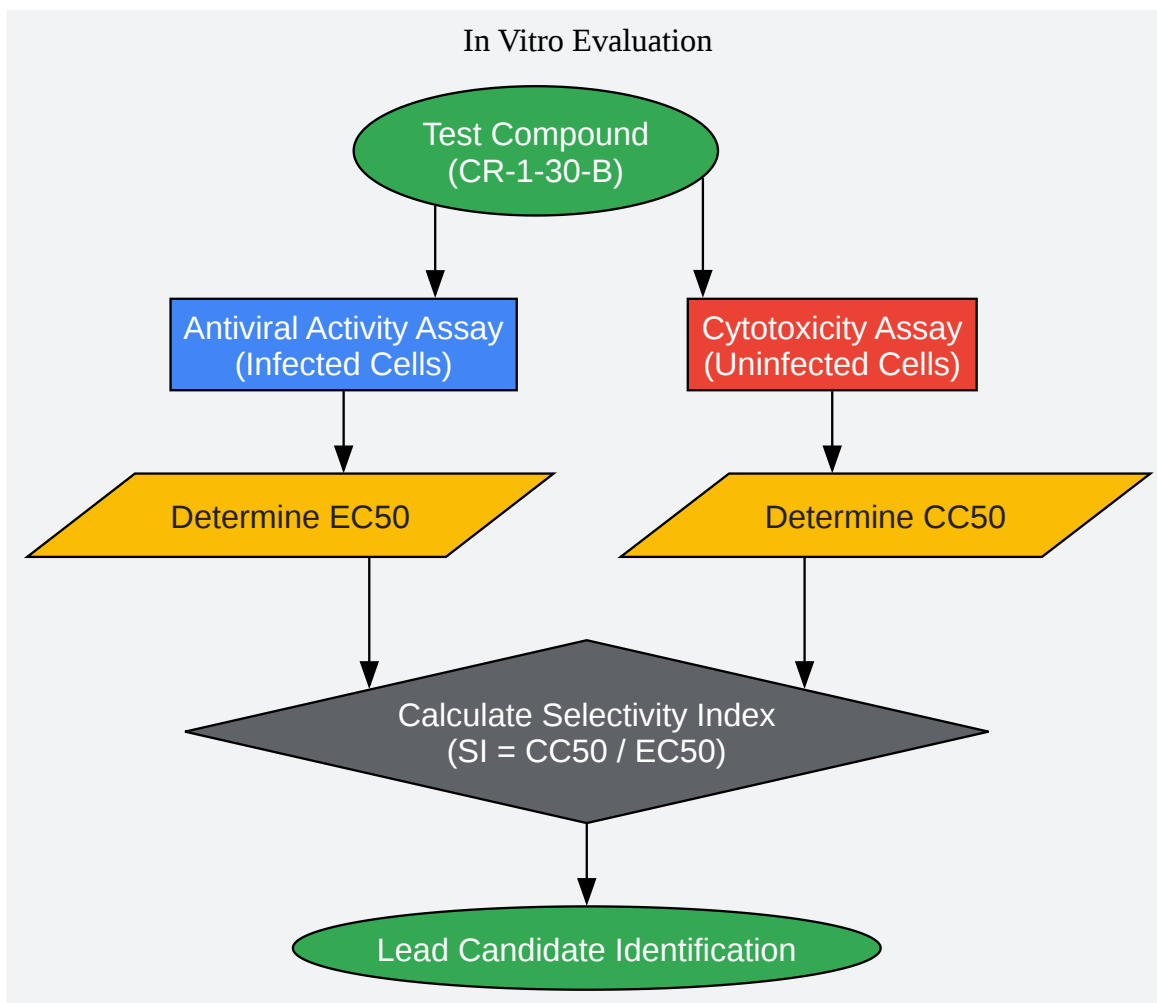 In Vitro Evaluation
Test Compound
(CR-1-30-B)
Antiviral Activity Assay
(Infected Cells)
Cytotoxicity Assay
(Uninfected Cells)
Determine EC50
Determine CC50
Calculate Selectivity Index
(SI = CC50 / EC50)
Lead Candidate Identification